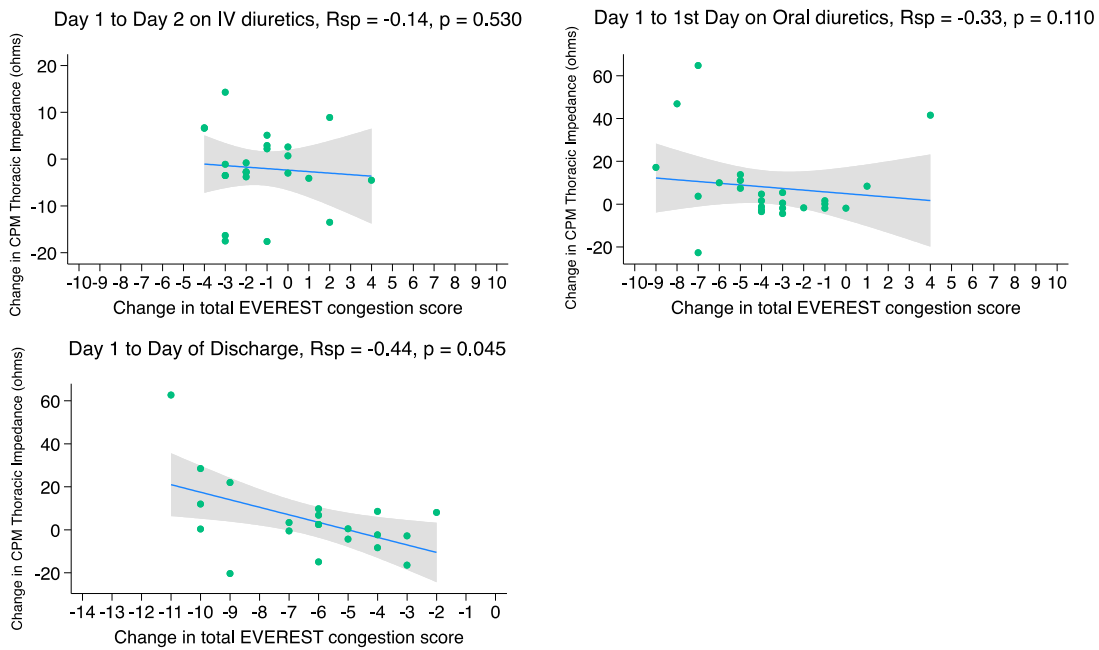 Day 1 to Day 2 on IV diuretics, Rsp = -0.14, p = 0.530
Change in CPM Thoracic Impedance (ohms)
20
10
0
-10
-20
-10 -9 -8 -7 -6 -5 -4 -3 -2 -1 0 1 2 3 4 5 6 7 8 9 10
Change in total EVEREST congestion score
Day 1 to 1st Day on Oral diuretics, Rsp = -0.33, p = 0.110
Change in CPM Thoracic Impedance (ohms)
60
40
20
0
-20
-10 -9 -8 -7 -6 -5 -4 -3 -2 -1 0 1 2 3 4 5 6 7 8 9 10
Change in total EVEREST congestion score
Day 1 to Day of Discharge, Rsp = -0.44, p = 0.045
Change in CPM Thoracic Impedance (ohms)
60
40
20
0
-20
-14 -13 -12 -11 -10 -9 -8 -7 -6 -5 -4 -3 -2 -1 0
Change in total EVEREST congestion score